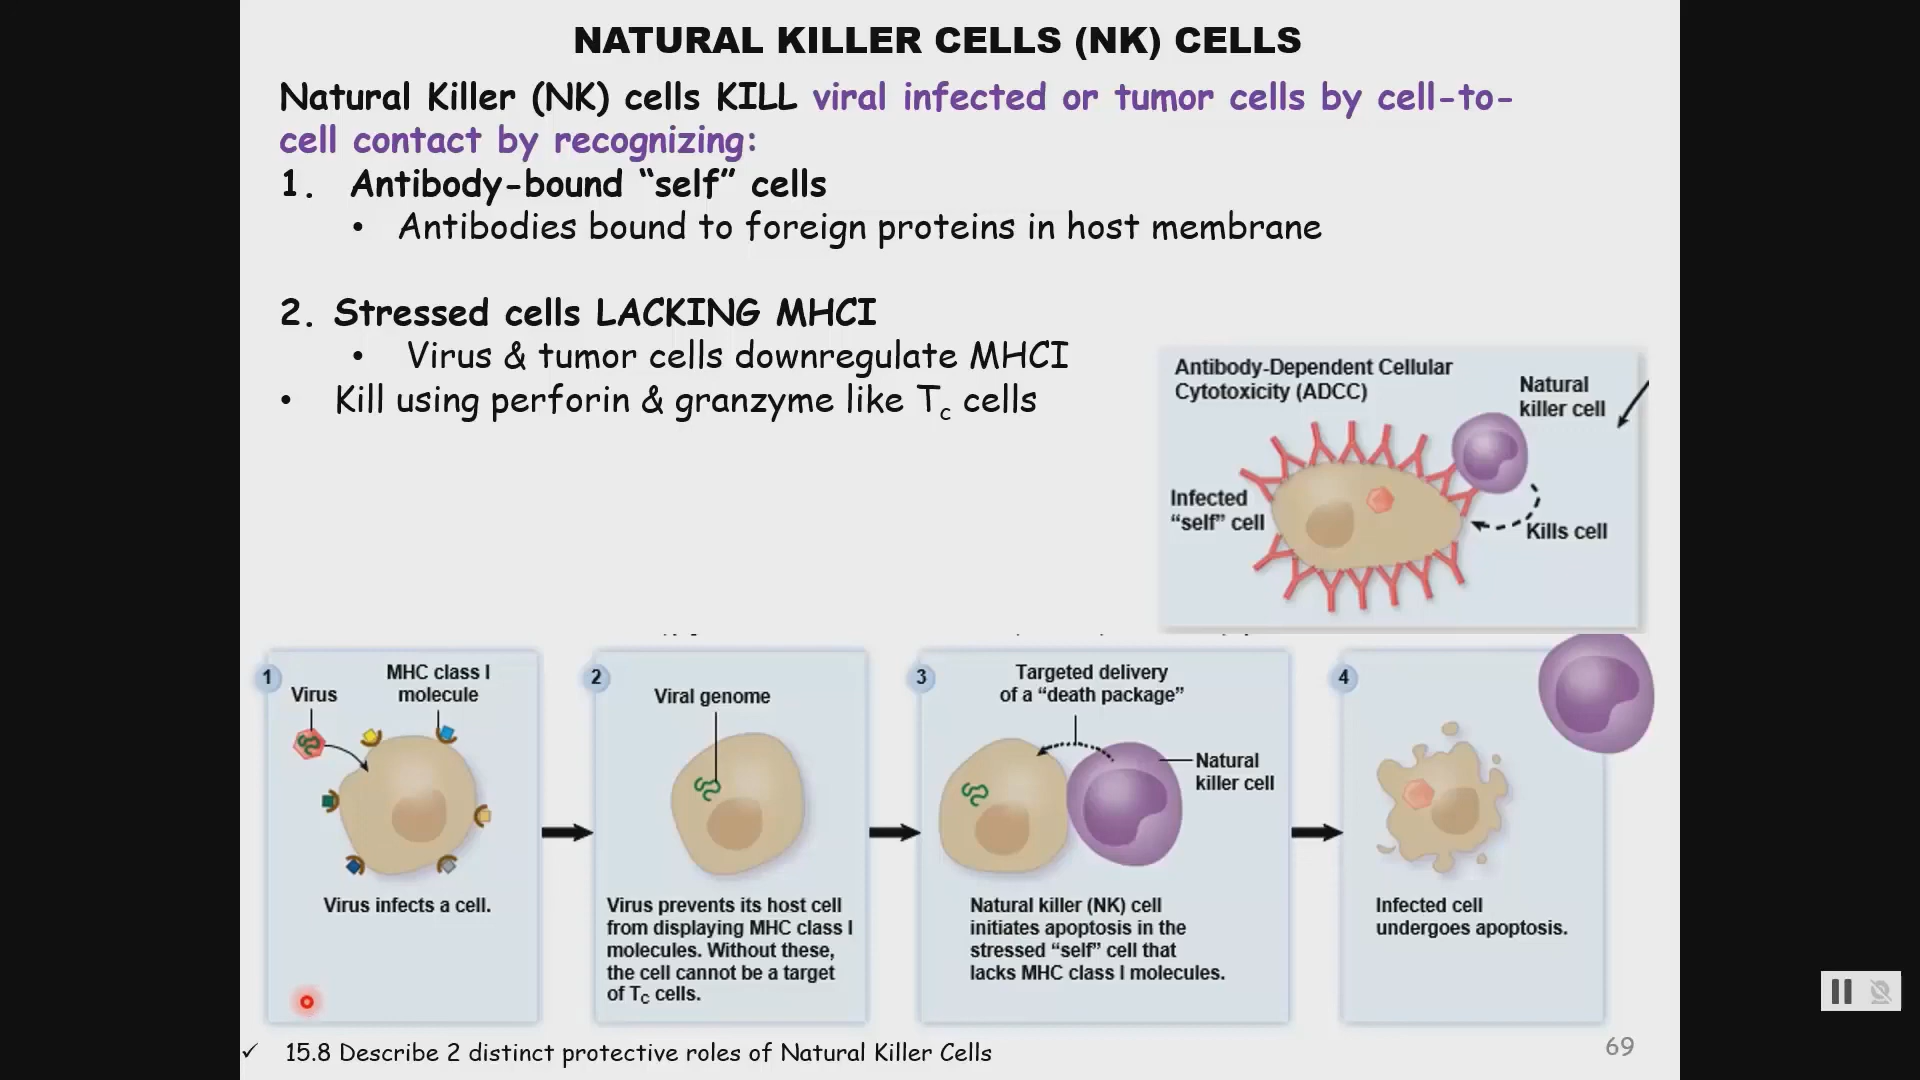 NATURAL KILLER CELLS (NK) CELLS
Natural Killer (NK) cells KILL viral infected or tumor cells by cell-to-
cell contact by recognizing:
1. Antibody-bound “self” cells
• Antibodies bound to foreign proteins in host membrane
2. Stressed cells LACKING MHCI
• Virus & tumor cells downregulate MHCI
• Kill using perforin & granzyme like Tc cells
Antibody-Dependent Cellular
Cytotoxicity (ADCC)
Natural
killer cell
Infected
“self” cell
Kills cell
1
Virus
MHC class I
molecule
Virus infects a cell.
2
Viral genome
Virus prevents its host cell
from displaying MHC class I
molecules. Without these,
the cell cannot be a target
of TC cells.
3
Targeted delivery
of a “death package”
Natural
killer cell
Natural killer (NK) cell
initiates apoptosis in the
stressed “self” cell that
lacks MHC class I molecules.
4
Infected cell
undergoes apoptosis.
✓ 15.8 Describe 2 distinct protective roles of Natural Killer Cells
69